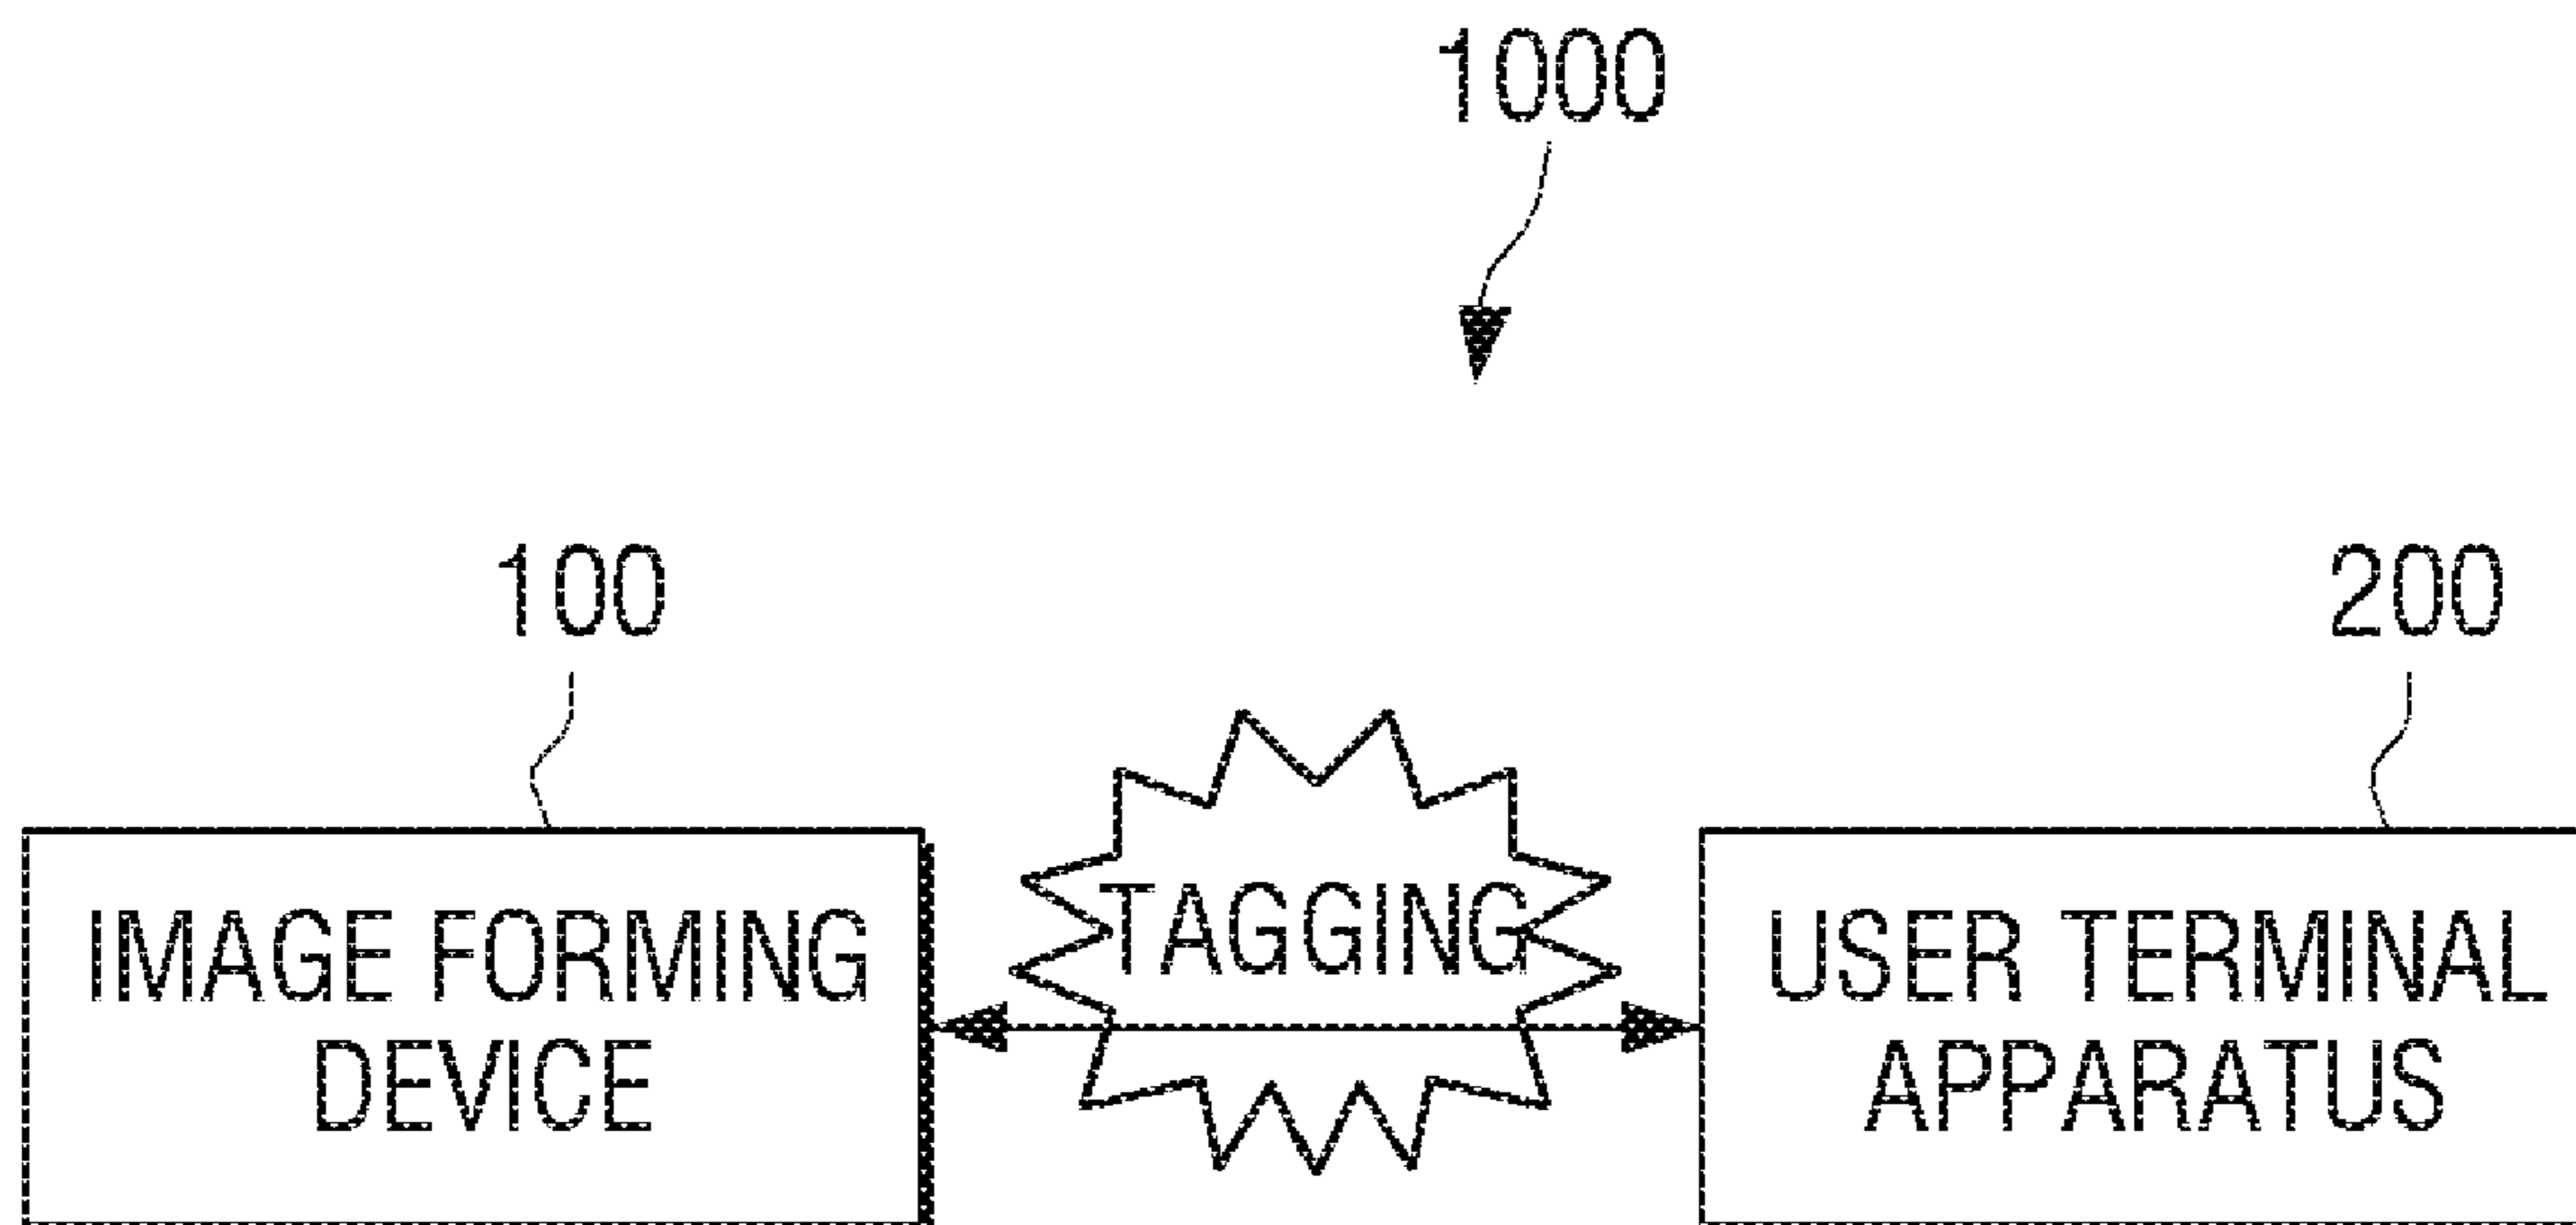 1000
100
200
IMAGE FORMING
DEVICE
TAGGING
USER TERMINAL
APPARATUS